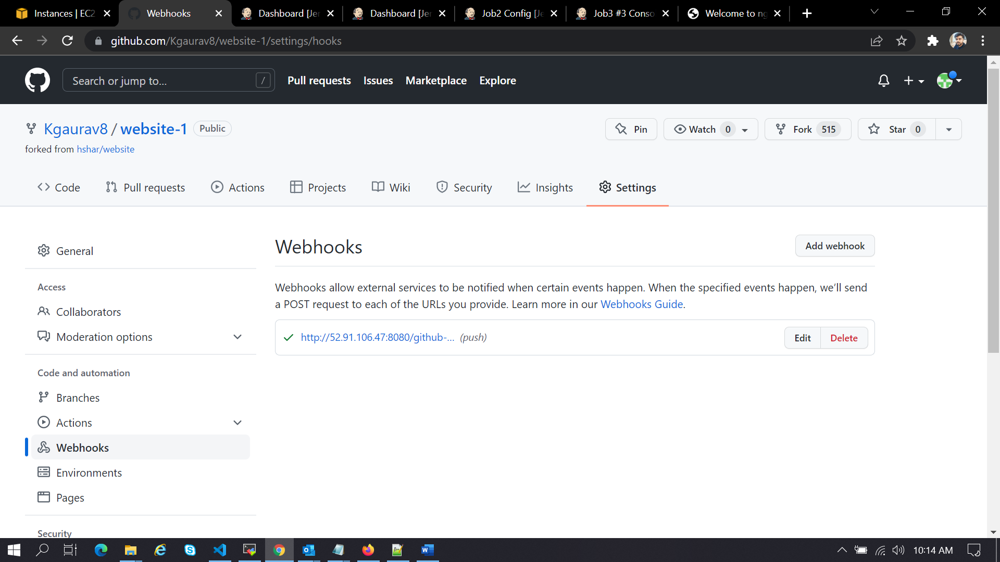 Instances | EC2
Webhooks
Dashboard [Jen
Dashboard [Jen
Job2 Config [Je
Job3 #3 Conso
Welcome to ng
github.com/Kgaurav8/website-1/settings/hooks
Search or jump to...
/
Pull requests
Issues
Marketplace
Explore
Kgaurav8 / website-1
Public
Pin
Watch 0
Fork 515
Star 0
forked from hshar/website
Code
Pull requests
Actions
Projects
Wiki
Security
Insights
Settings
General
Access
Collaborators
Moderation options
Code and automation
Branches
Actions
Webhooks
Environments
Pages
Security
Webhooks
Add webhook
Webhooks allow external services to be notified when certain events happen. When the specified events happen, we’ll send
a POST request to each of the URLs you provide. Learn more in our Webhooks Guide.
http://52.91.106.47:8080/github-... (push)
Edit
Delete
10:14 AM